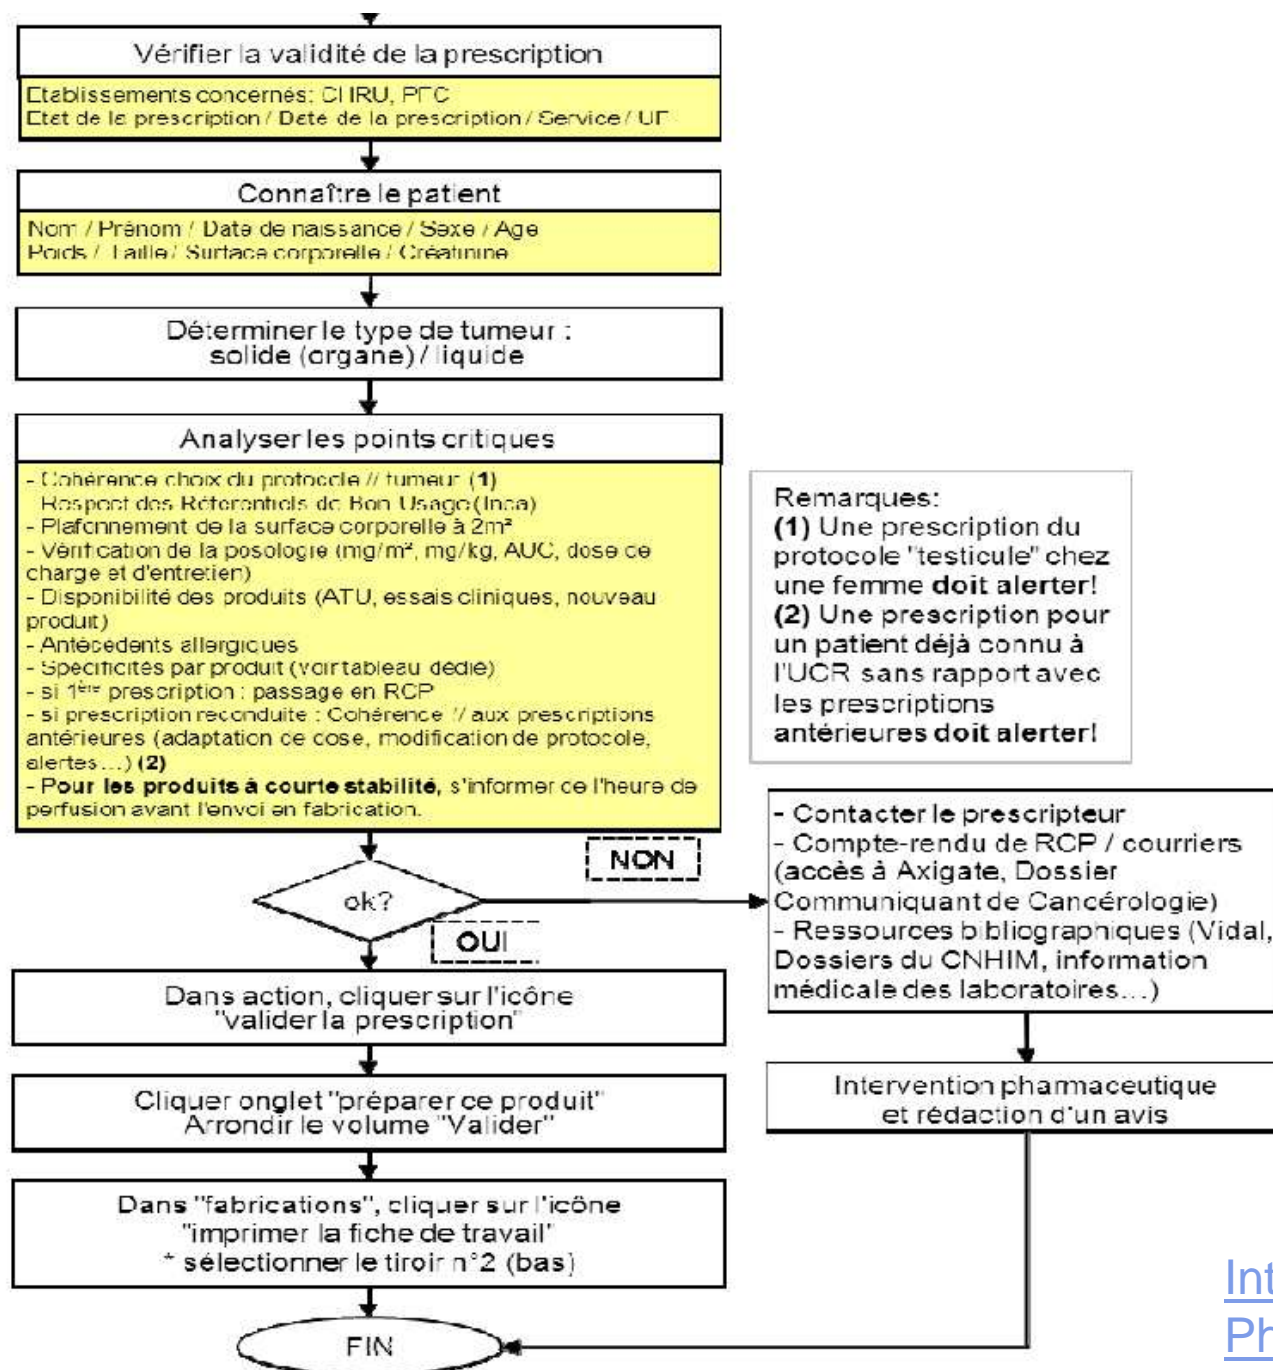 Vérifier la validité de la prescription
Etablissements concernés: CHRU, PFC
Etat de la prescription / Date de la prescription / Service / UF
Connaître le patient
Nom / Prénom / Date de naissance / Sexe / Age
Poids / Taille / Surface corporelle / Créatinine
Déterminer le type de tumeur :
solide (organe) / liquide
Analyser les points critiques
- Cohérence choix du protocole // tumeur (1)
- Respect des Référentiels de Bon Usage (Inca)
- Plafonnement de la surface corporelle à 2m²
- Vérification de la posologie (mg/m², mg/kg, AUC, dose de
charge et d'entretien)
- Disponibilité des produits (ATU, essais cliniques, nouveau
produit)
- Antécédents allergiques
- Spécificités par produit (voir tableau dédié)
- si 1ère prescription : passage en RCP
- si prescription reconduite : Cohérence // aux prescriptions
antérieures (adaptation de dose, modification de protocole,
alertes...) (2)
- Pour les produits à courte stabilité, s'informer de l'heure de
perfusion avant l'envoi en fabrication.
Remarques:
(1) Une prescription du
protocole "testicule" chez
une femme doit alerter!
(2) Une prescription pour
un patient déjà connu à
l'UCR sans rapport avec
les prescriptions
antérieures doit alerter!
ok?
NON
OUI
- Contacter le prescripteur
- Compte-rendu de RCP / courriers
(accès à Axigate, Dossier
Communiquant de Cancérologie)
- Ressources bibliographiques (Vidal,
Dossiers du CNHIM, information
médicale des laboratoires...)
Intervention pharmaceutique
et rédaction d'un avis
Dans action, cliquer sur l'icône
"valider la prescription"
Cliquer onglet "préparer ce produit"
Arrondir le volume "Valider"
Dans "fabrications", cliquer sur l'icône
"imprimer la fiche de travail"
* sélectionner le tiroir n°2 (bas)
FIN
Int
Ph